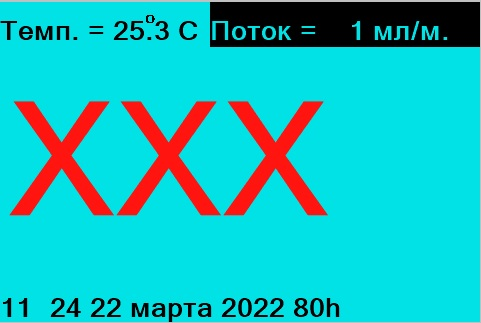 Темп. = 25.3 °C Поток = 1 мл/м.
XXX
11 24 22 марта 2022 80h